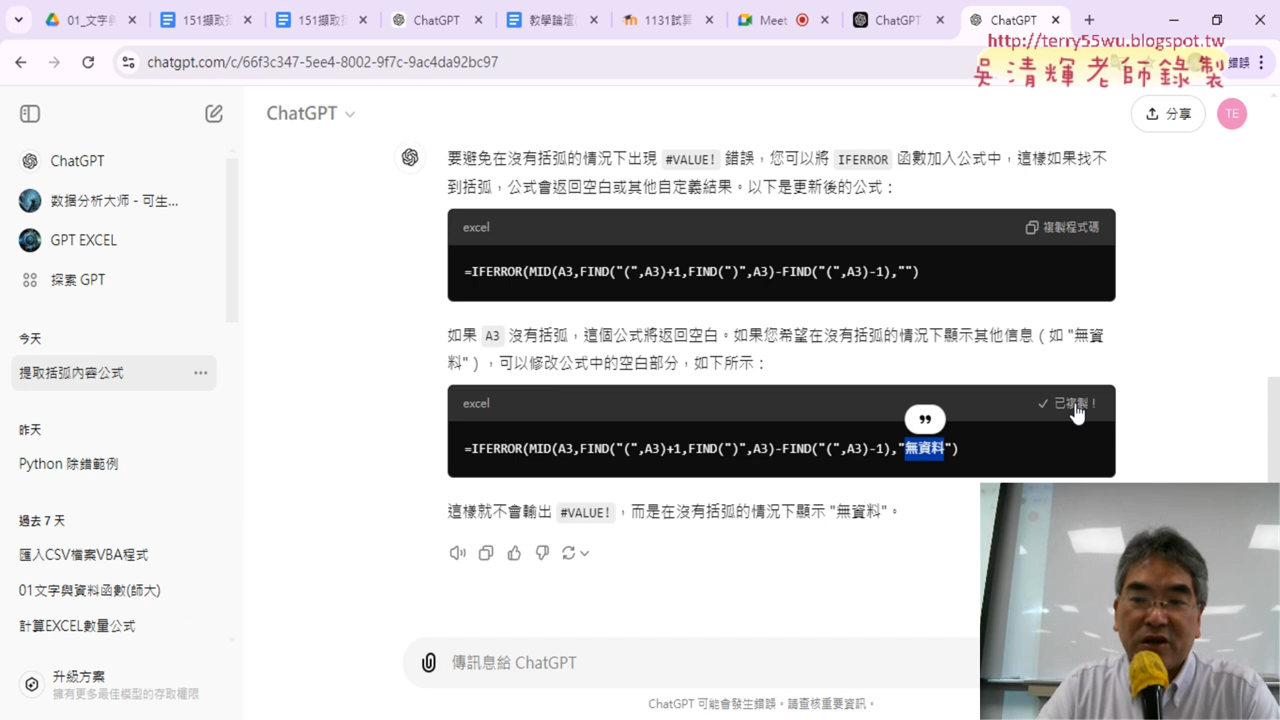 01_文字與
151擷取
151擷取
ChatGPT
教學論壇
1131試算
Meet
ChatGPT
ChatGPT
http://terry55wu.blogspot.tw
chatgpt.com/c/66f3c347-5ee4-8002-9f7c-9ac4da92bc97
錯誤
吳清輝老師錄製
ChatGPT
分享
TE
ChatGPT
数据分析大师 - 可生...
GPT EXCEL
探索 GPT
今天
提取括弧內容公式
昨天
Python 除錯範例
過去 7 天
匯入CSV檔案VBA程式
01文字與資料函數(師大)
計算EXCEL數量公式
升級方案
擁有更多最佳模型的存取權限
要避免在沒有括弧的情況下出現 #VALUE! 錯誤，您可以將 IFERROR 函數加入公式中，這樣如果找不
到括弧，公式會返回空白或其他自定義結果。以下是更新後的公式：
excel
複製程式碼
=IFERROR(MID(A3,FIND("(",A3)+1,FIND(")",A3)-FIND("(",A3)-1),"")
如果 A3 沒有括弧，這個公式將返回空白。如果您希望在沒有括弧的情況下顯示其他信息（如 "無資
料"），可以修改公式中的空白部分，如下所示：
excel
已複製！
=IFERROR(MID(A3,FIND("(",A3)+1,FIND(")",A3)-FIND("(",A3)-1),"無資料")
這樣就不會輸出 #VALUE!，而是在沒有括弧的情況下顯示 "無資料"。
傳訊息給 ChatGPT
ChatGPT 可能會發生錯誤。請查核重要資訊。